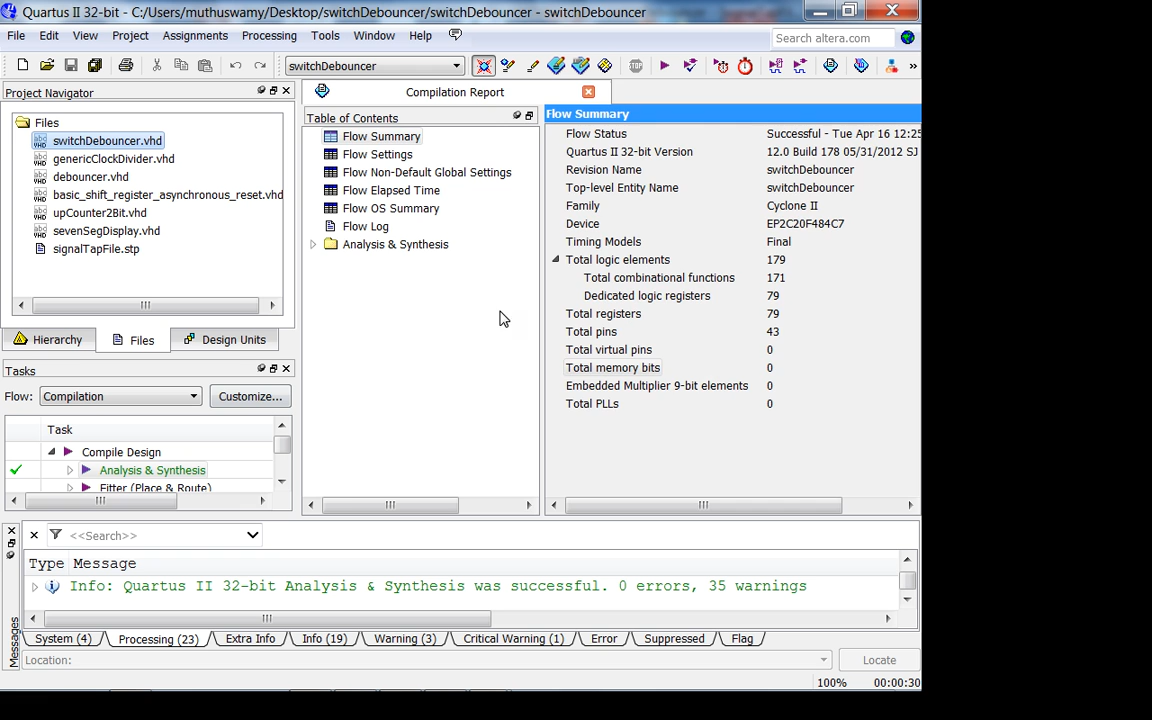 Quartus II 32-bit - C:/Users/muthuswamy/Desktop/switchDebouncer/switchDebouncer - switchDebouncer
File Edit View Project Assignments Processing Tools Window Help
Search altera.com
switchDebouncer
Project Navigator
Files
switchDebouncer.vhd
genericClockDivider.vhd
debouncer.vhd
basic_shift_register_asynchronous_reset.vhd
upCounter2Bit.vhd
sevenSegDisplay.vhd
signalTapFile.stp
Hierarchy Files Design Units
Tasks
Flow: Compilation Customize...
Task
Compile Design
Analysis & Synthesis
Fitter (Place & Route)
Compilation Report
Table of Contents
Flow Summary
Flow Settings
Flow Non-Default Global Settings
Flow Elapsed Time
Flow OS Summary
Flow Log
Analysis & Synthesis
Flow Summary
Flow Status Successful - Tue Apr 16 12:25
Quartus II 32-bit Version 12.0 Build 178 05/31/2012 SJ
Revision Name switchDebouncer
Top-level Entity Name switchDebouncer
Family Cyclone II
Device EP2C20F484C7
Timing Models Final
Total logic elements 179
Total combinational functions 171
Dedicated logic registers 79
Total registers 79
Total pins 43
Total virtual pins 0
Total memory bits 0
Embedded Multiplier 9-bit elements 0
Total PLLs 0
<<Search>>
Type Message
Info: Quartus II 32-bit Analysis & Synthesis was successful. 0 errors, 35 warnings
Messages
System (4) Processing (23) Extra Info Info (19) Warning (3) Critical Warning (1) Error Suppressed Flag
Location: Locate
100% 00:00:30